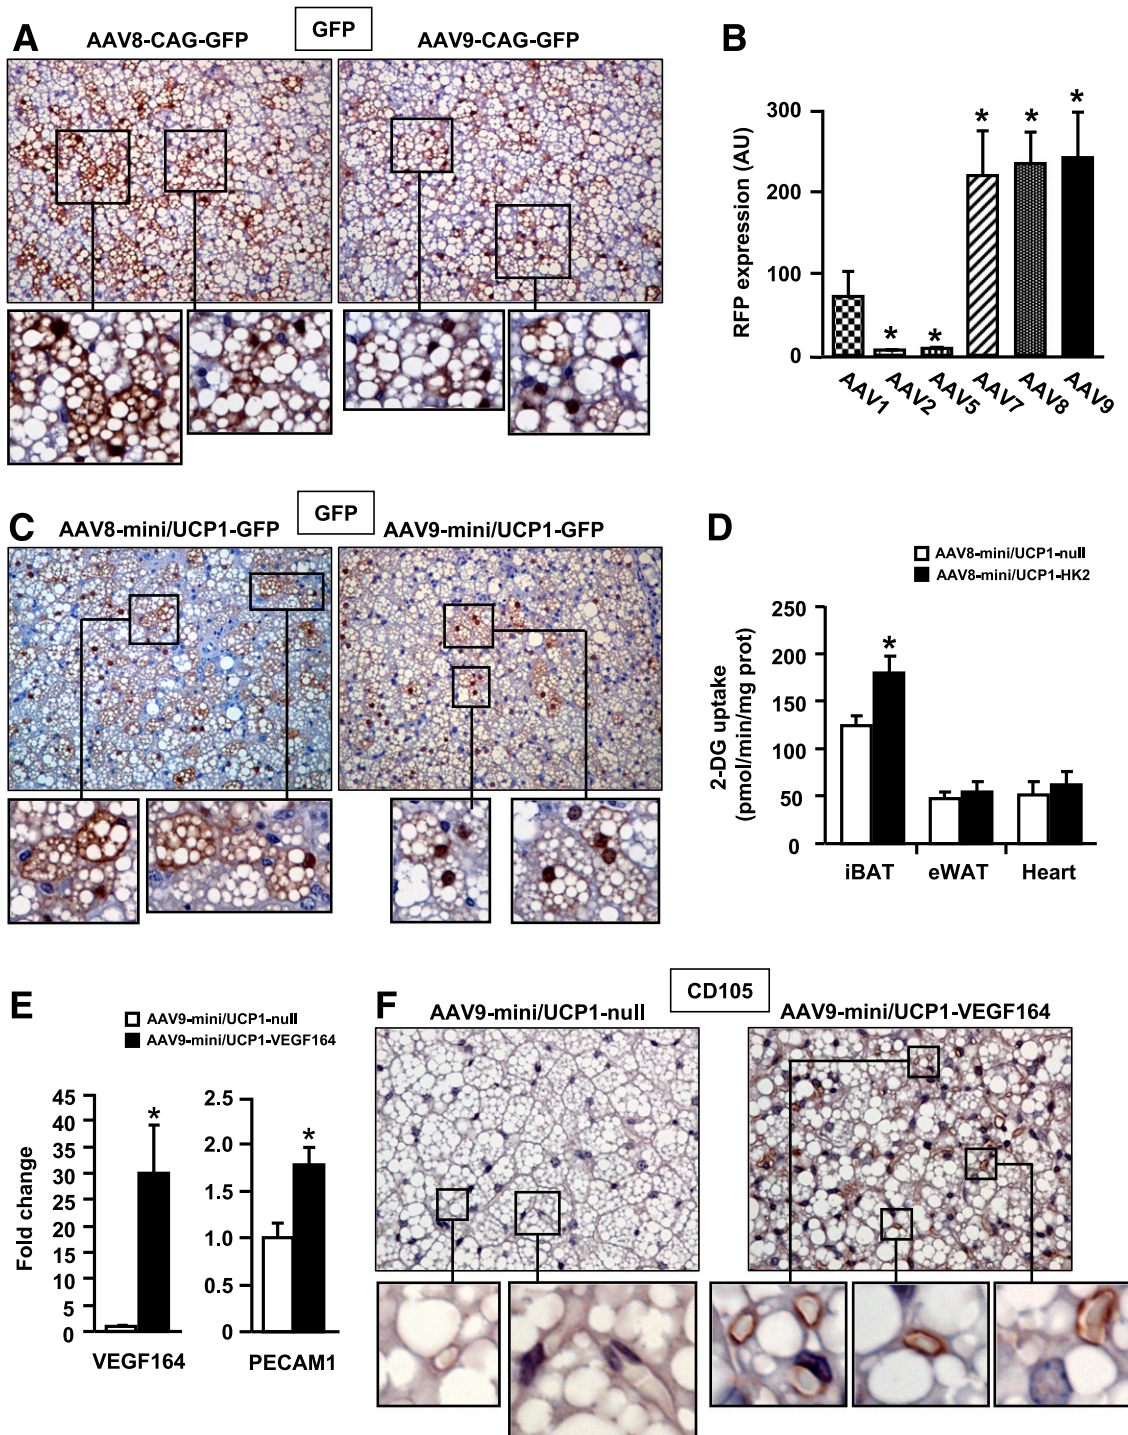 A
AAV8-CAG-GFP
GFP
AAV9-CAG-GFP
B
RFP expression (AU)
300
200
100
0
AAV1
AAV2
AAV5
AAV7
AAV8
AAV9
*
*
*
*
*
C
AAV8-mini/UCP1-GFP
GFP
AAV9-mini/UCP1-GFP
D
AAV8-mini/UCP1-null
AAV8-mini/UCP1-HK2
2-DG uptake
(pmol/min/mg prot)
250
200
150
100
50
0
*
iBAT
eWAT
Heart
E
AAV9-mini/UCP1-null
AAV9-mini/UCP1-VEGF164
Fold change
45
40
35
30
25
20
15
10
5
0
*
VEGF164
2.5
2.0
1.5
1.0
0.5
0
*
PECAM1
F
AAV9-mini/UCP1-null
CD105
AAV9-mini/UCP1-VEGF164